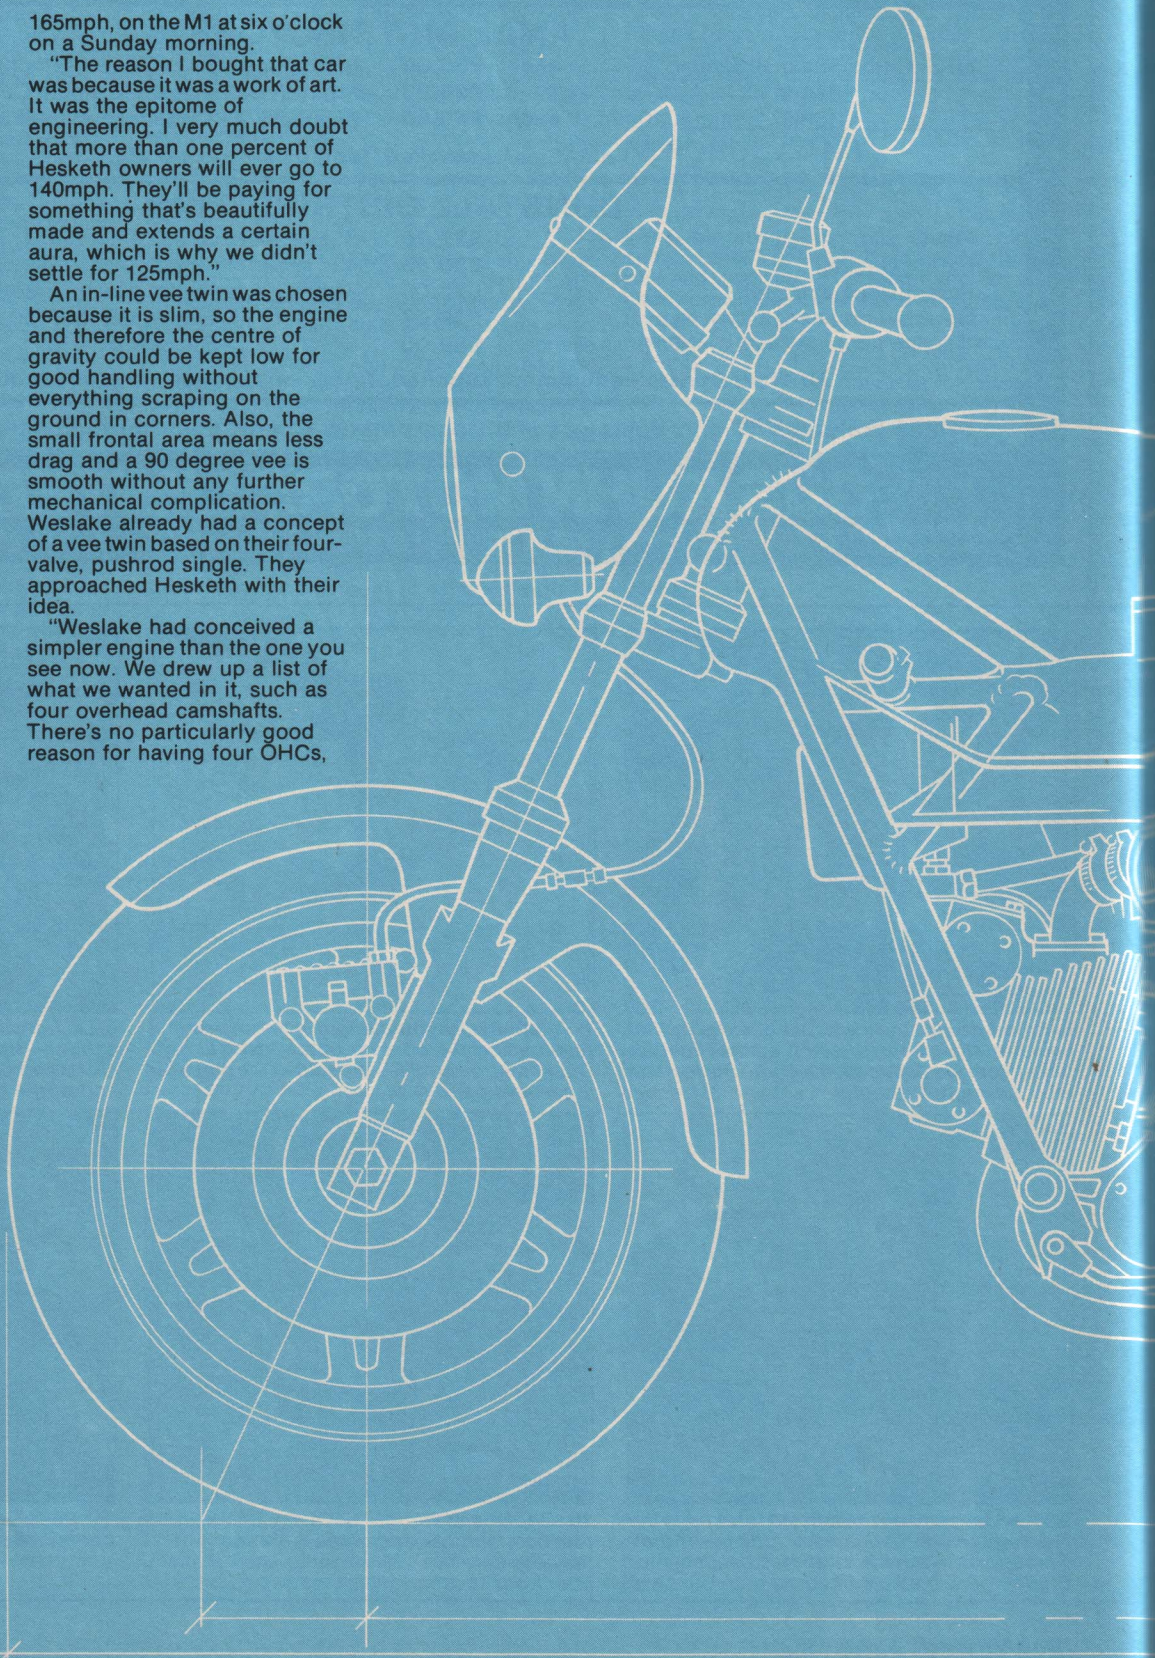 165mph, on the M1 at six o'clock
on a Sunday morning.
"The reason I bought that car
was because it was a work of art.
It was the epitome of
engineering. I very much doubt
that more than one percent of
Hesketh owners will ever go to
140mph. They'll be paying for
something that's beautifully
made and extends a certain
aura, which is why we didn't
settle for 125mph."
An in-line vee twin was chosen
because it is slim, so the engine
and therefore the centre of
gravity could be kept low for
good handling without
everything scraping on the
ground in corners. Also, the
small frontal area means less
drag and a 90 degree vee is
smooth without any further
mechanical complication.
Weslake already had a concept
of a vee twin based on their four-
valve, pushrod single. They
approached Hesketh with their
idea.
"Weslake had conceived a
simpler engine than the one you
see now. We drew up a list of
what we wanted in it, such as
four overhead camshafts.
There's no particularly good
reason for having four OHCs,